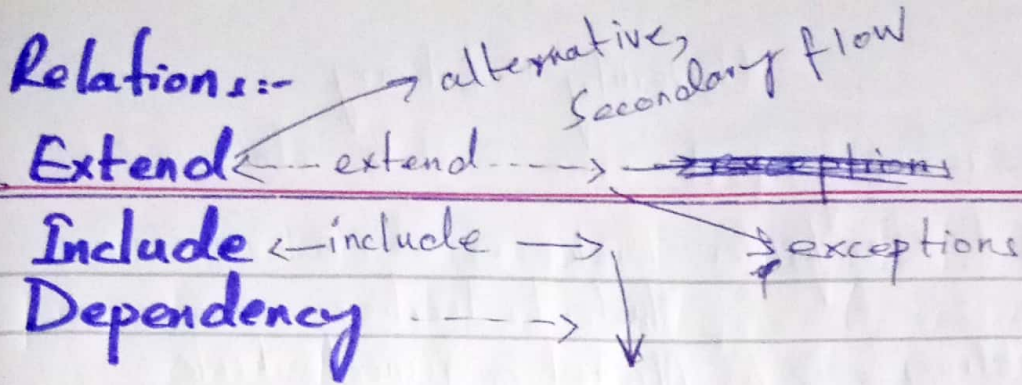 Relations:-
alternative,
Secondary flow
Extend <--- extend ---> exceptions
Include <- include -> exceptions
Dependency ---->